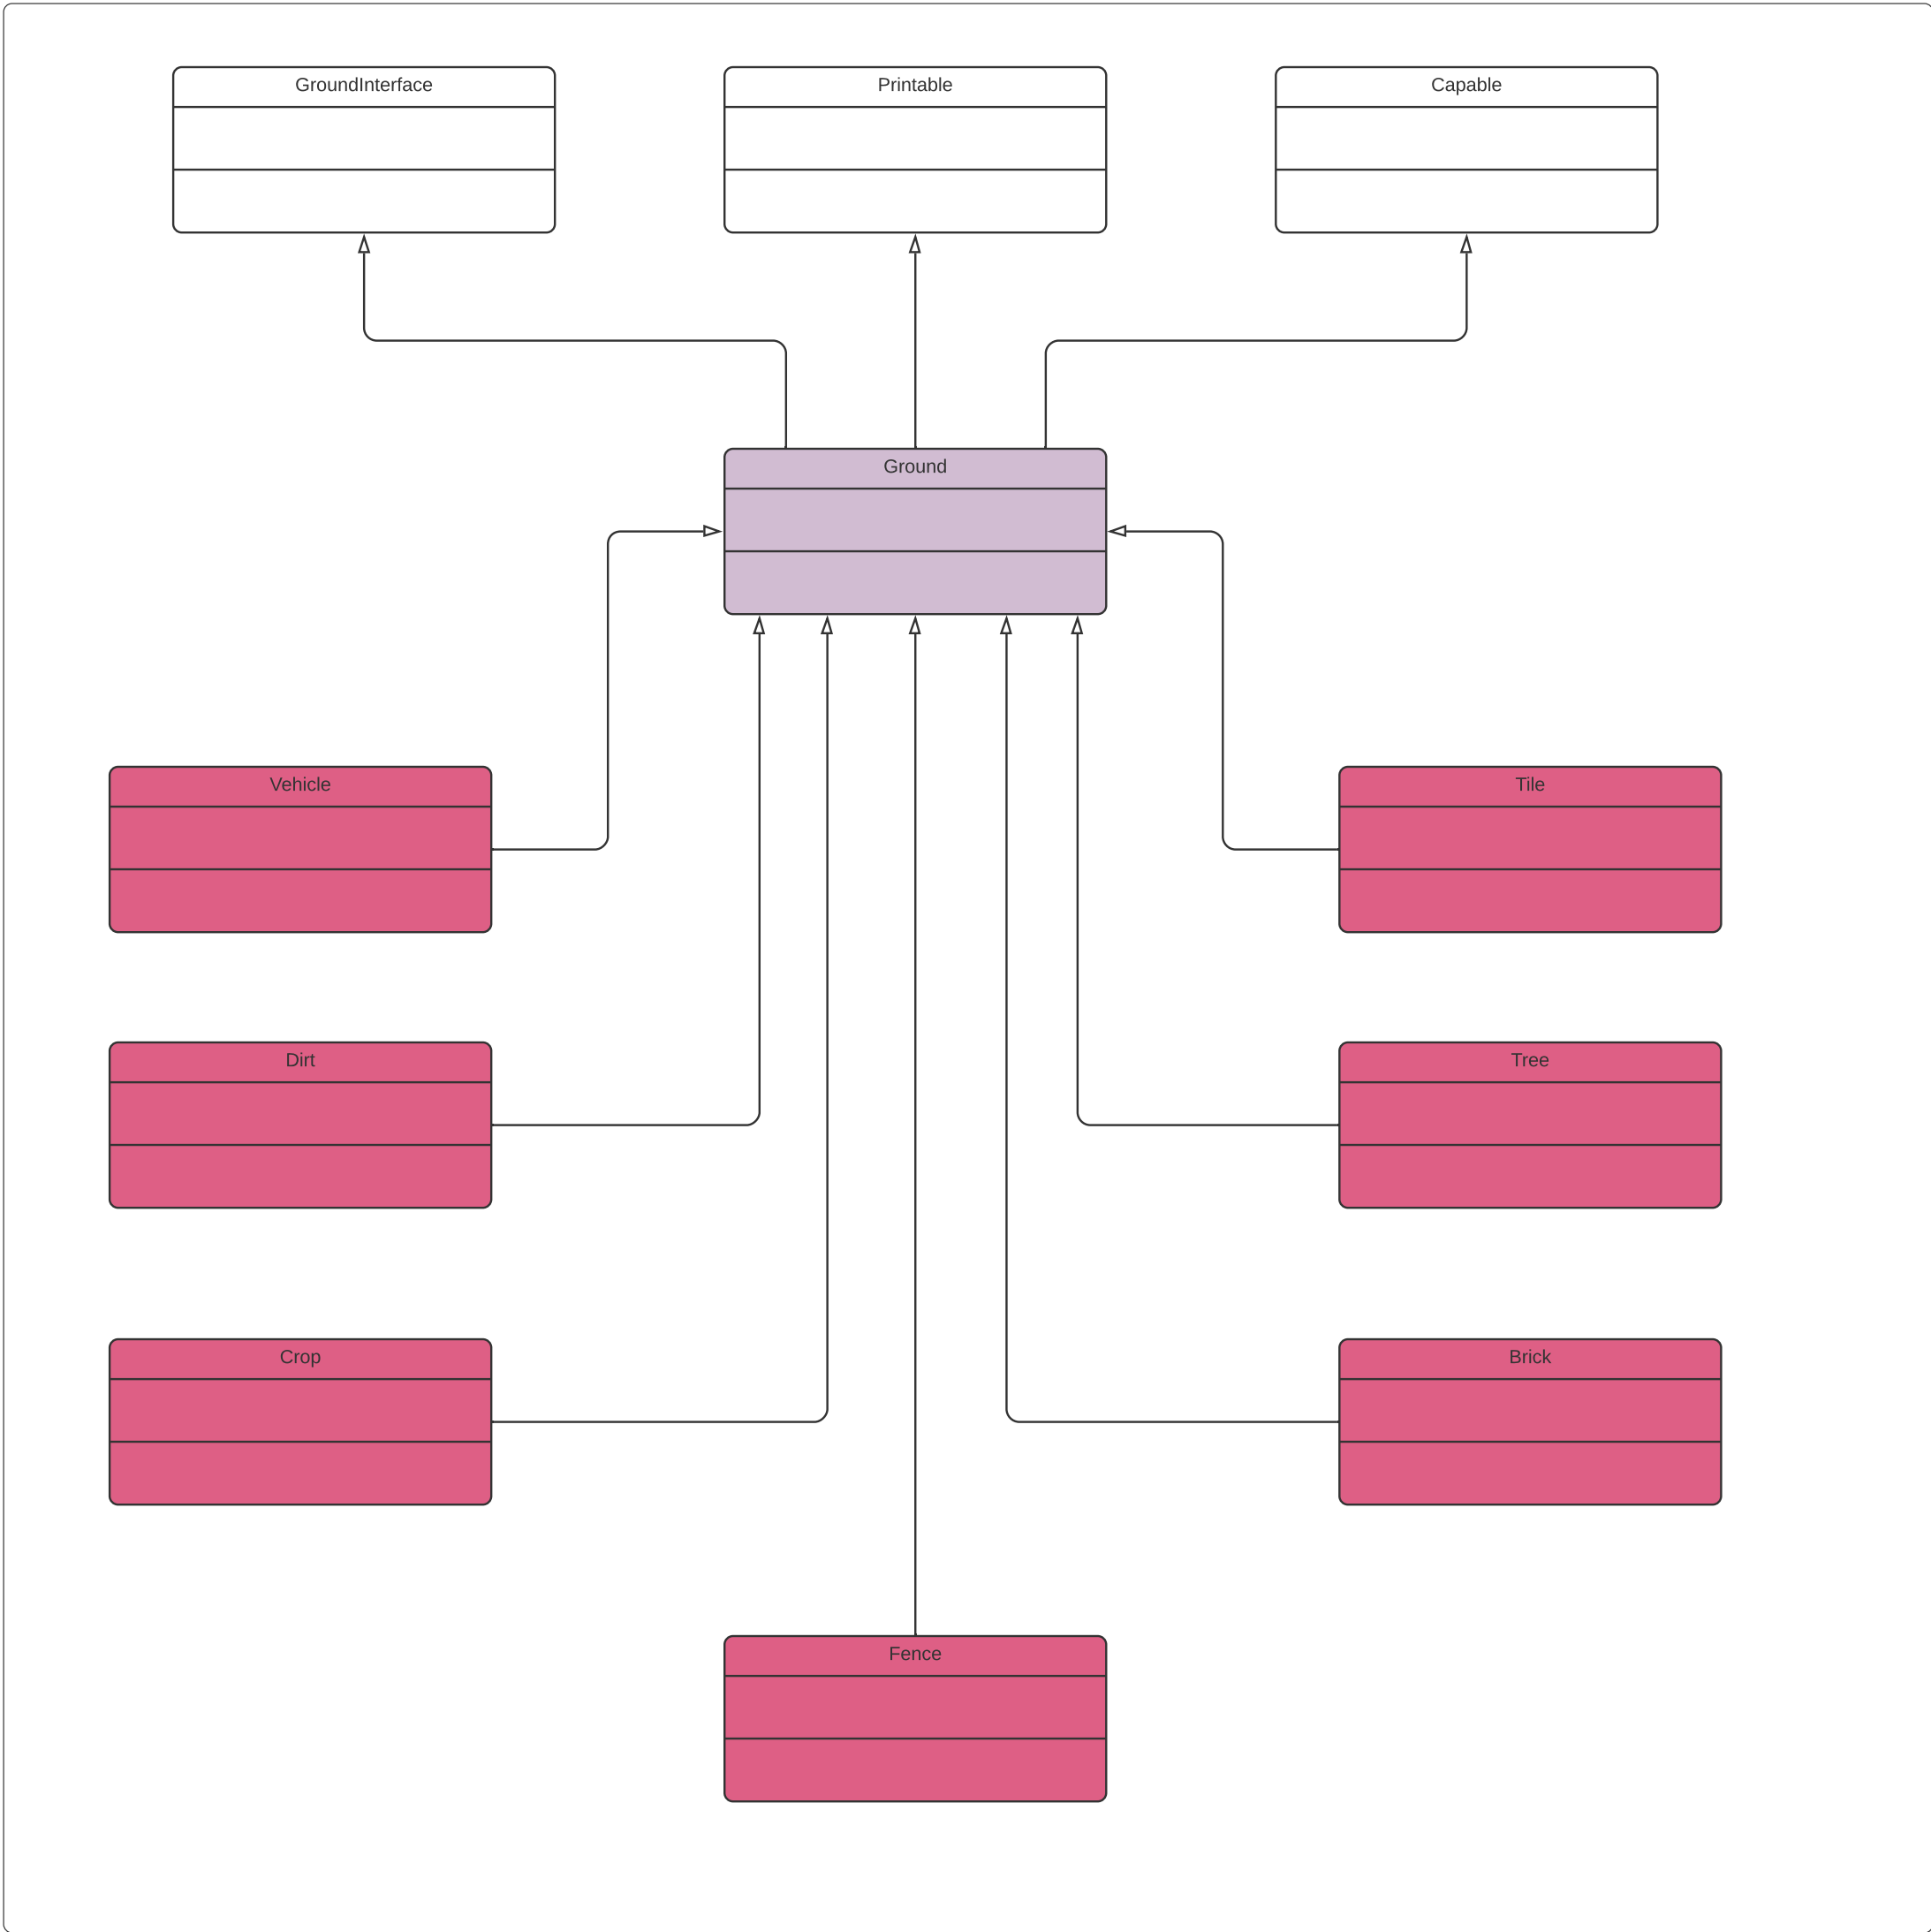 GroundInterface
Printable
Capable
Ground
Vehicle
Tile
Dirt
Tree
Crop
Brick
Fence